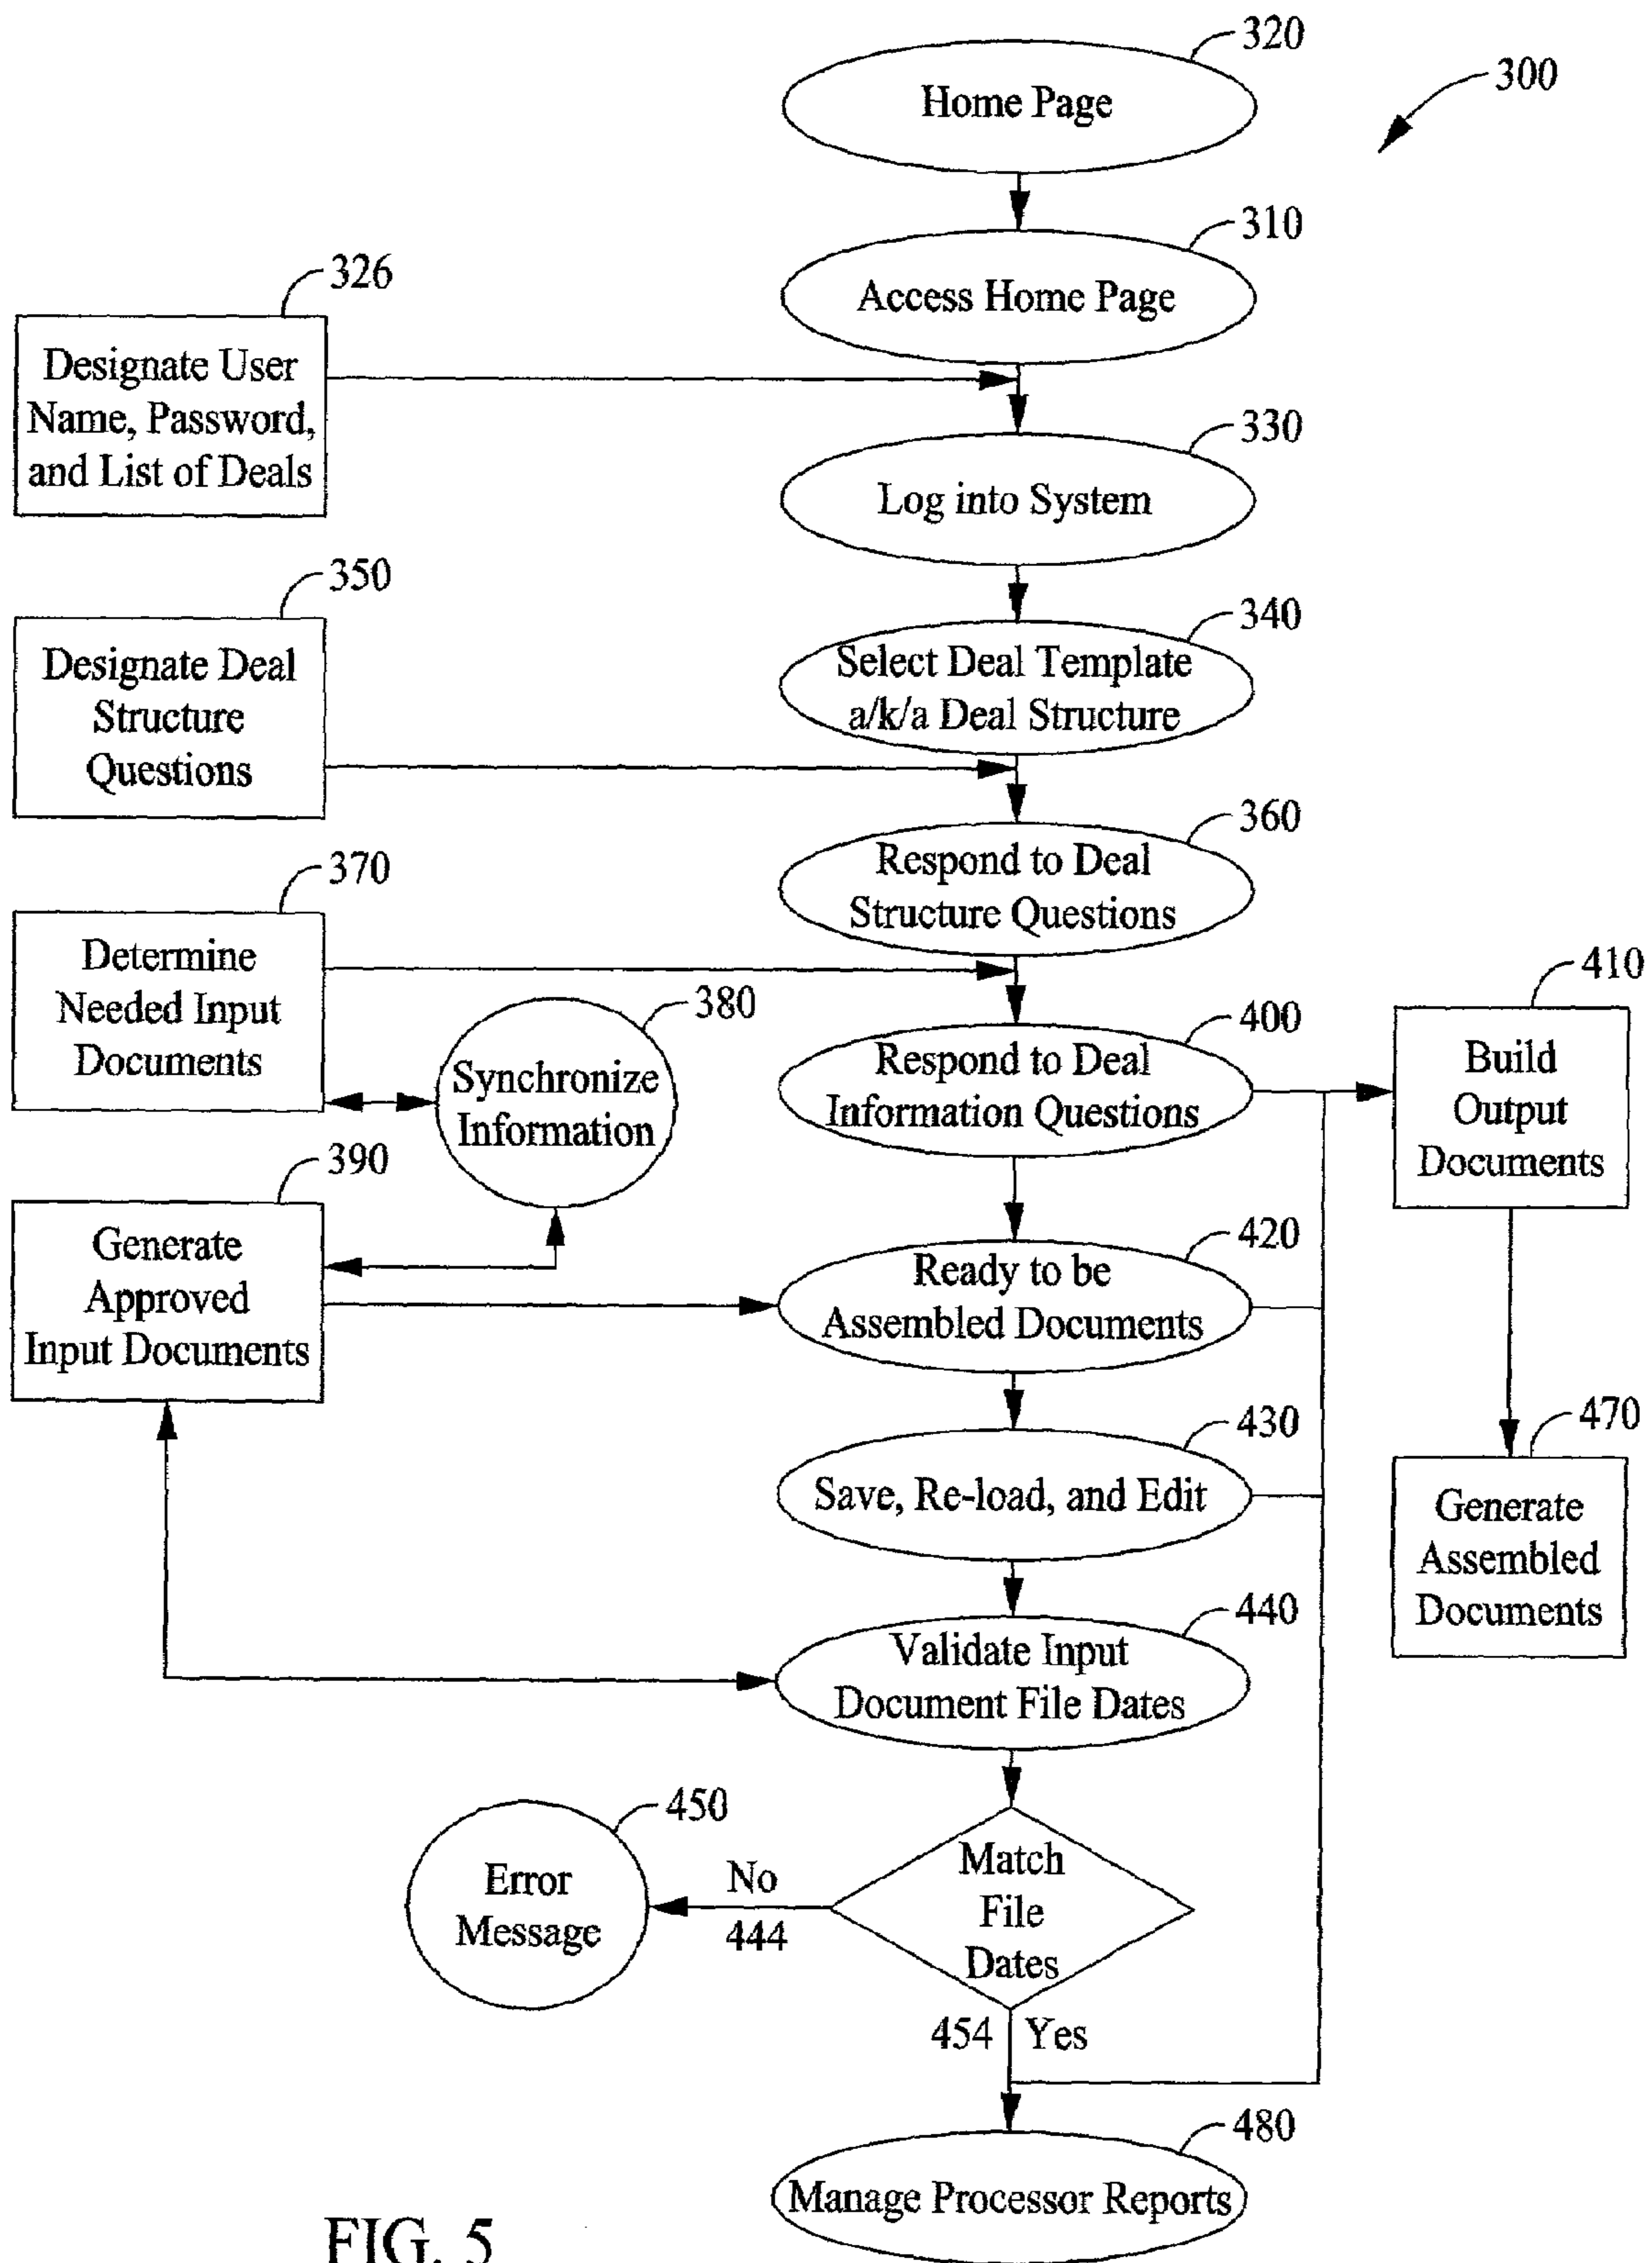 320
Home Page
300
310
Access Home Page
326
Designate User
Name, Password,
and List of Deals
330
Log into System
350
Designate Deal
Structure
Questions
340
Select Deal Template
a/k/a Deal Structure
360
Respond to Deal
Structure Questions
370
Determine
Needed Input
Documents
380
Synchronize
Information
400
Respond to Deal
Information Questions
410
Build
Output
Documents
390
Generate
Approved
Input Documents
420
Ready to be
Assembled Documents
430
Save, Re-load, and Edit
470
Generate
Assembled
Documents
440
Validate Input
Document File Dates
450
Error
Message
No
444
Match
File
Dates
454 Yes
480
Manage Processor Reports
FIG. 5